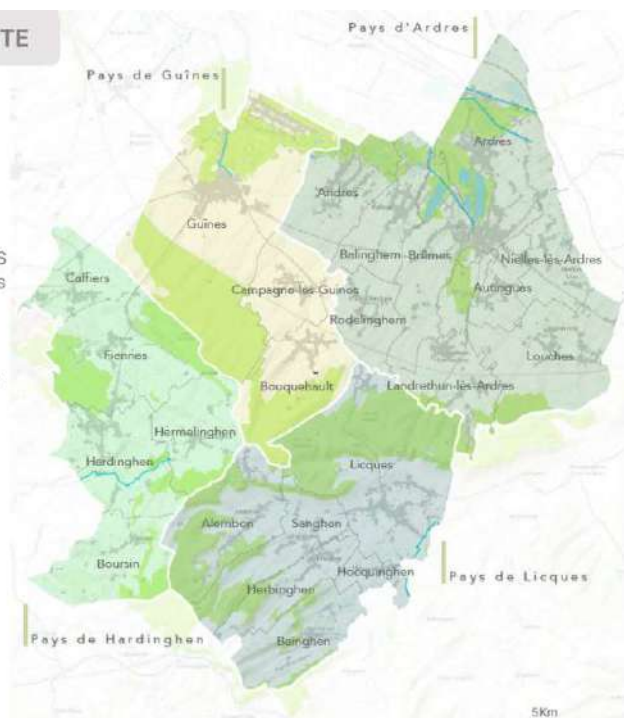 TE
Pays d'Ardres
Pays de Guînes
Ardres
Andres
Guînes
S
s
Balinghem
Brêmes
Nielles-lès-Ardres
Caffiers
Campagne-les-Guines
Autingues
Rodelinghem
Fiennes
Louches
Bouquehault
Landrethun-lès-Ardres
Hermelinghen
Hardinghen
Licques
Alembon
Sanghen
Boursin
Hocquinghen
Herbinghen
Pays de Licques
Pays de Hardinghen
Bainghen
5Km